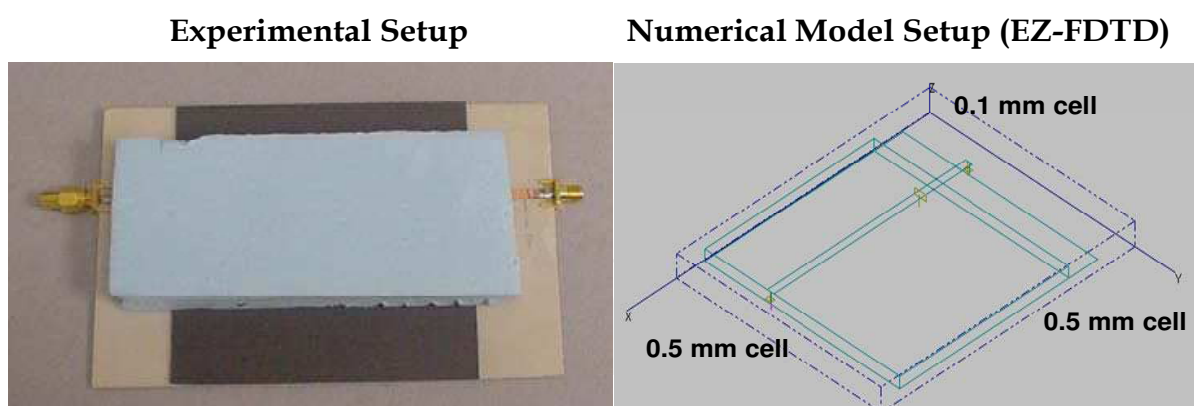 Experimental Setup
Numerical Model Setup (EZ-FDTD)
Z
0.1 mm cell
X
Y
0.5 mm cell
0.5 mm cell